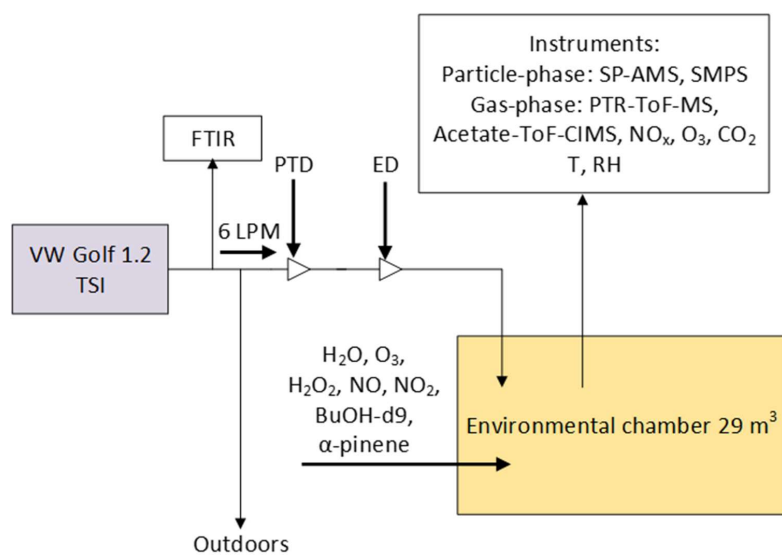 Instruments:
Particle-phase: SP-AMS, SMPS
Gas-phase: PTR-ToF-MS,
Acetate-ToF-CIMS, NOₓ, O₃, CO₂
T, RH
FTIR
PTD
ED
6 LPM
VW Golf 1.2
TSI
H₂O, O₃,
H₂O₂, NO, NO₂,
BuOH-d9,
α-pinene
Environmental chamber 29 m³
Outdoors